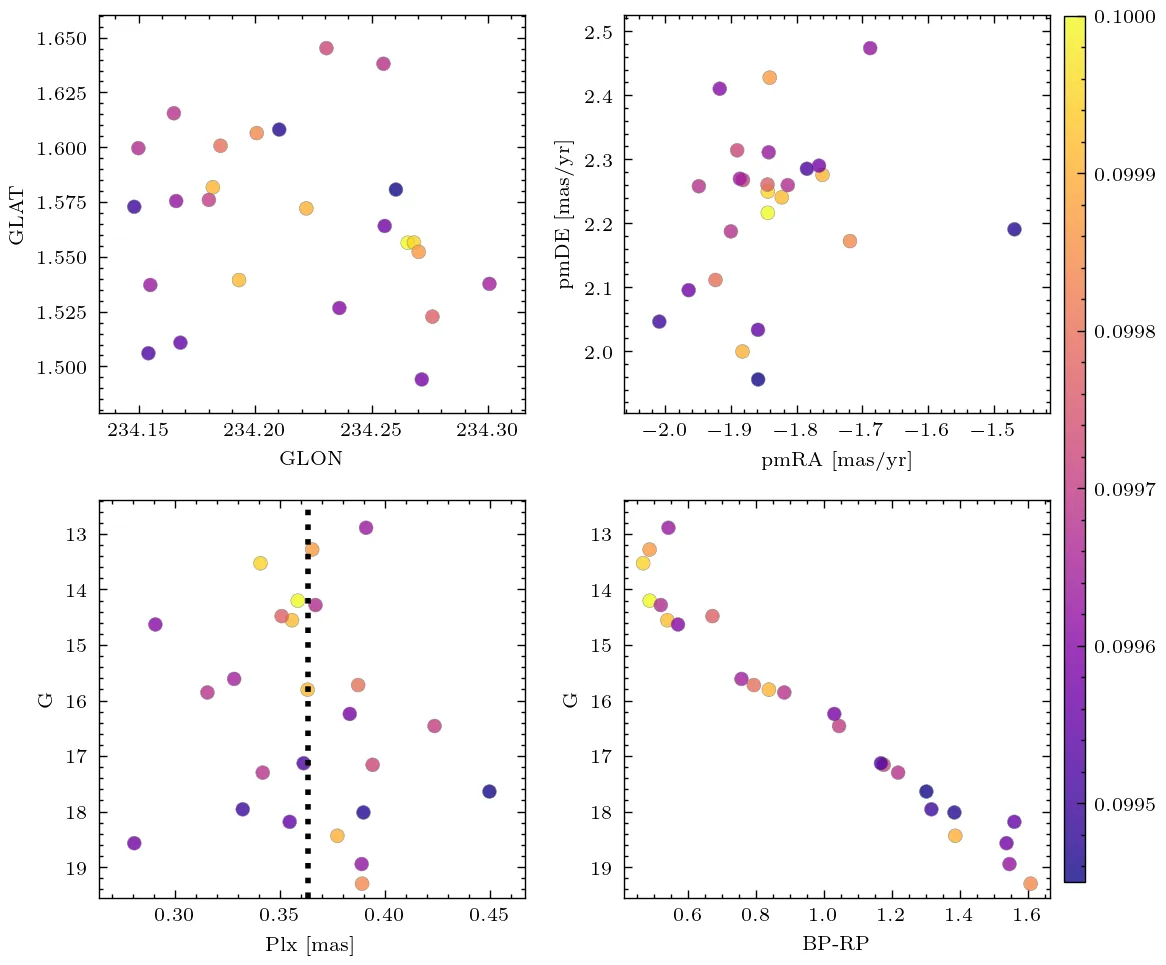 1.650
1.625
1.600
1.575
1.550
1.525
1.500
GLAT
234.15 234.20 234.25 234.30
GLON
2.5
2.4
2.3
2.2
2.1
2.0
pmDE [mas/yr]
−2.0 −1.9 −1.8 −1.7 −1.6 −1.5
pmRA [mas/yr]
0.1000
0.0999
0.0998
0.0997
0.0996
0.0995
13
14
15
16
17
18
19
G
0.30 0.35 0.40 0.45
Plx [mas]
13
14
15
16
17
18
19
G
0.6 0.8 1.0 1.2 1.4 1.6
BP-RP